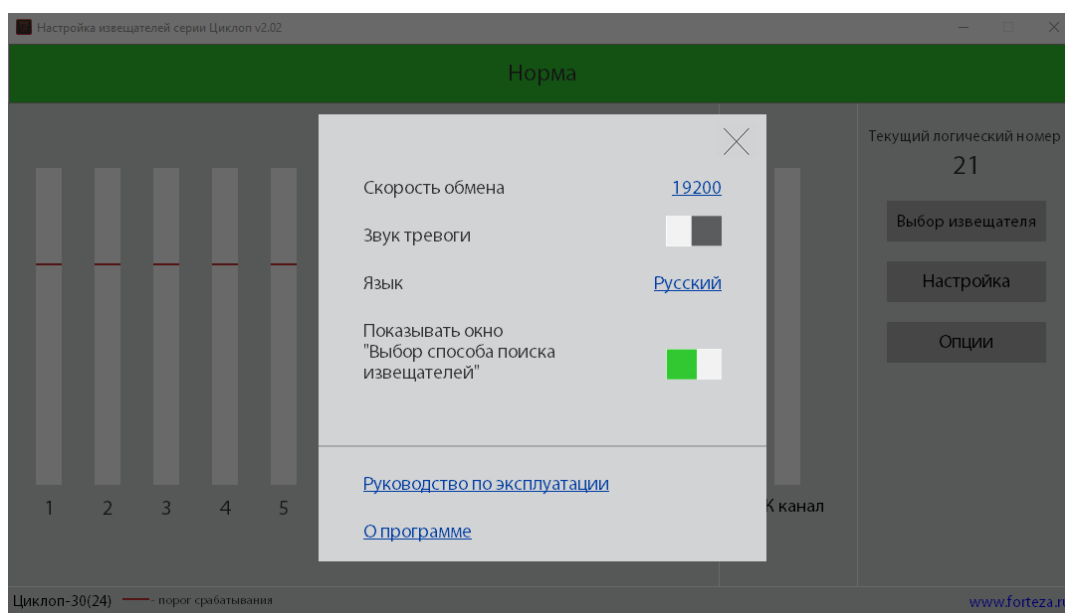 Настройка извещателей серии Циклоп v2.02
Норма
Текущий логический номер
21
Выбор извещателя
Настройка
Опции
Скорость обмена 19200
Звук тревоги
Язык Русский
Показывать окно
"Выбор способа поиска
извещателей"
Руководство по эксплуатации
О программе
1 2 3 4 5 К канал
Циклоп-30(24) - порог срабатывания www.forteza.ru